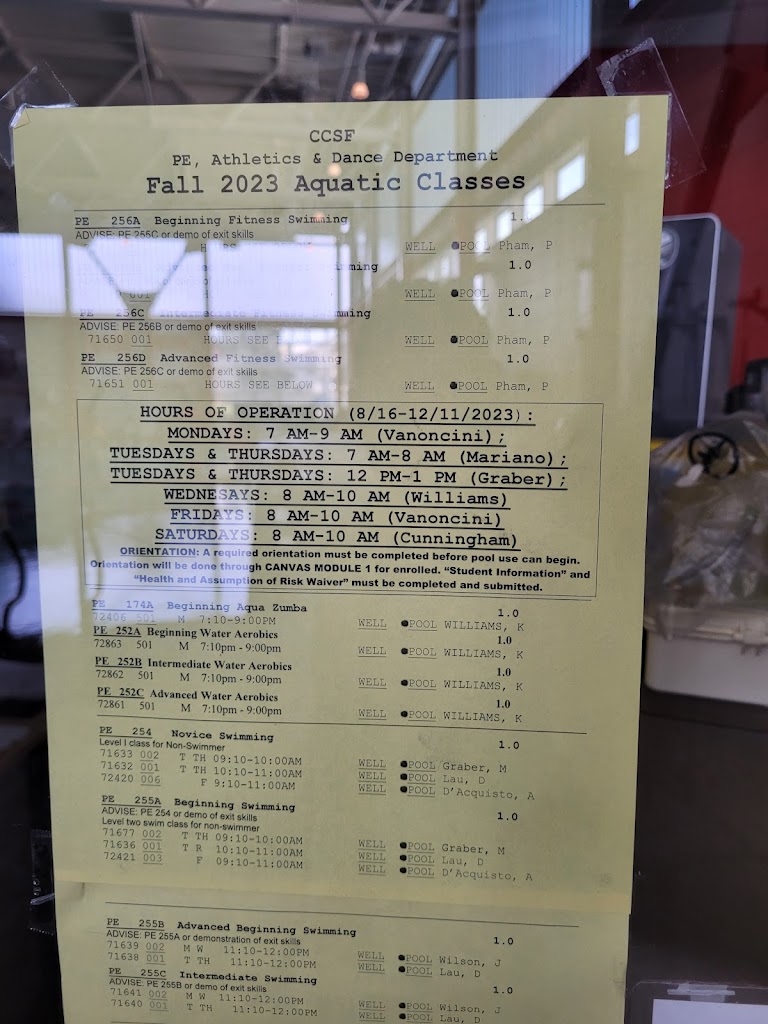 CCSF
PE, Athletics & Dance Department
Fall 2023 Aquatic Classes
PE 256A Beginning Fitness Swimming 1.0
ADVISE: PE 255C or demo of exit skills
WELL POOL Pham, P
Swimming 1.0
001 WELL POOL Pham, P
PE 256C Intermediate Fitness Swimming 1.0
ADVISE: PE 256B or demo of exit skills
71650 001 HOURS SEE WELL POOL Pham, P
PE 256D Advanced Fitness Swimming 1.0
ADVISE: PE 256C or demo of exit skills
71651 001 HOURS SEE BELOW WELL POOL Pham, P
HOURS OF OPERATION (8/16-12/11/2023):
MONDAYS: 7 AM-9 AM (Vanoncini);
TUESDAYS & THURSDAYS: 7 AM-8 AM (Mariano);
TUESDAYS & THURSDAYS: 12 PM-1 PM (Graber);
WEDNESAYS: 8 AM-10 AM (Williams)
FRIDAYS: 8 AM-10 AM (Vanoncini)
SATURDAYS: 8 AM-10 AM (Cunningham)
ORIENTATION: A required orientation must be completed before pool use can begin.
Orientation will be done through CANVAS MODULE 1 for enrolled. "Student Information" and
"Health and Assumption of Risk Waiver" must be completed and submitted.
PE 174A Beginning Aqua Zumba 1.0
72406 501 M 7:10-9:00PM WELL POOL WILLIAMS, K
PE 252A Beginning Water Aerobics 1.0
72863 501 M 7:10pm - 9:00pm WELL POOL WILLIAMS, K
PE 252B Intermediate Water Aerobics 1.0
72862 501 M 7:10pm - 9:00pm WELL POOL WILLIAMS, K
PE 252C Advanced Water Aerobics 1.0
72861 501 M 7:10pm - 9:00pm WELL POOL WILLIAMS, K
PE 254 Novice Swimming 1.0
Level I class for Non-Swimmer
71633 002 T TH 09:10-10:00AM WELL POOL Graber, M
71632 001 T TH 10:10-11:00AM WELL POOL Lau, D
72420 006 F 9:10-11:00AM WELL POOL D'Acquisto, A
PE 255A Beginning Swimming 1.0
ADVISE: PE 254 or demo of exit skills
Level two swim class for non-swimmer
71677 002 T TH 09:10-10:00AM WELL POOL Graber, M
71636 001 T R 10:10-11:00AM WELL POOL Lau, D
72421 003 F 09:10-11:00AM WELL POOL D'Acquisto, A
PE 255B Advanced Beginning Swimming 1.0
ADVISE: PE 255A or demonstration of exit skills
71639 002 M W 11:10-12:00PM WELL POOL Wilson, J
71638 001 T TH 11:10-12:00PM WELL POOL Lau, D
PE 255C Intermediate Swimming 1.0
ADVISE: PE 255B or demo of exit skills
71641 002 M W 11:10-12:00PM WELL POOL Wilson, J
71640 001 T TH 11:10-12:00PM WELL POOL Lau, D